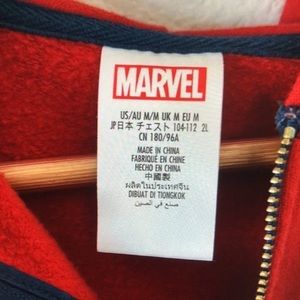 MARVEL
US/AU M/M UK M EU M
JP日本 チェスト 104-112 2L
CN 180/96A
MADE IN CHINA
FABRIQUÉ EN CHINE
HECHO EN CHINA
中國製
ผลิตในประเทศจีน
DIBUAT DI TIONGKOK
صنع في الصين